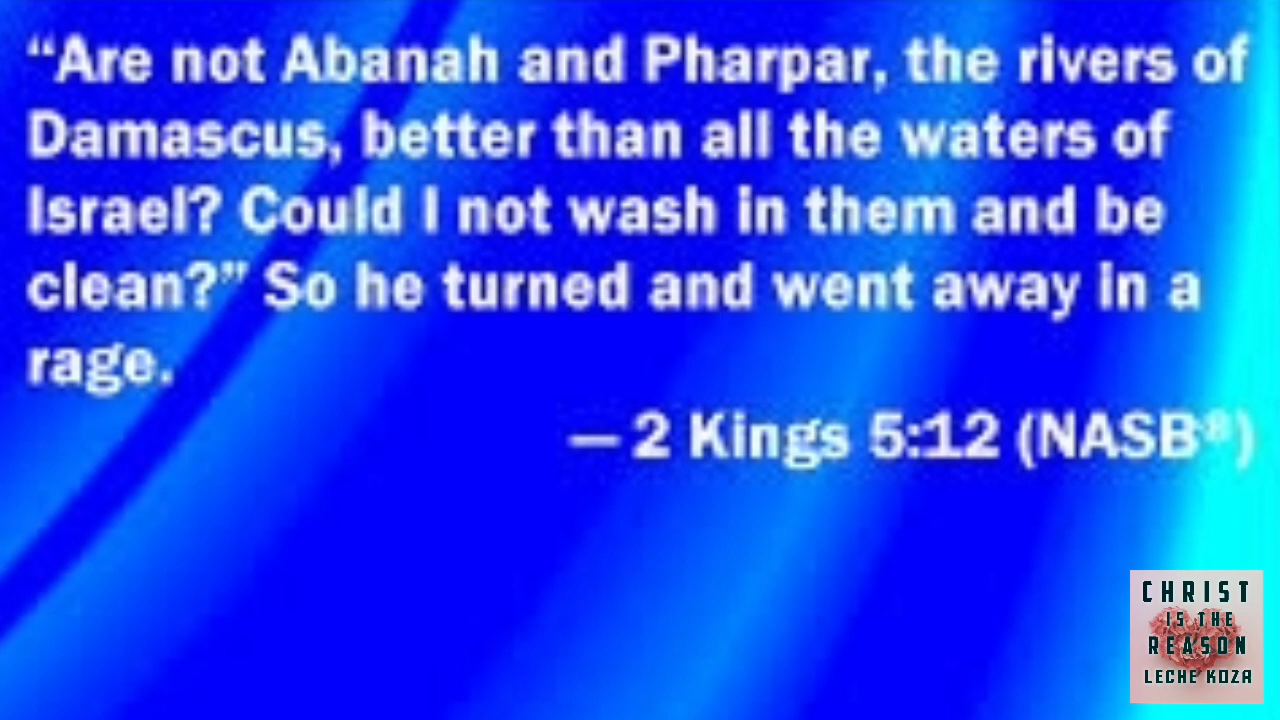 “Are not Abanah and Pharpar, the rivers of
Damascus, better than all the waters of
Israel? Could I not wash in them and be
clean?” So he turned and went away in a
rage.
— 2 Kings 5:12 (NASB®)
CHRIST
IS THE
REASON
LECHE KOZA